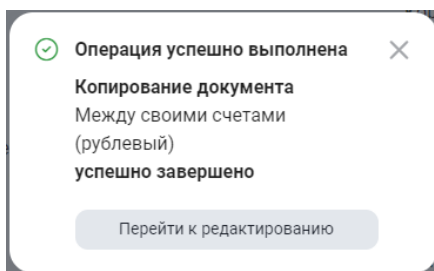 Операция успешно выполнена
Копирование документа
Между своими счетами
(рублевый)
успешно завершено
Перейти к редактированию